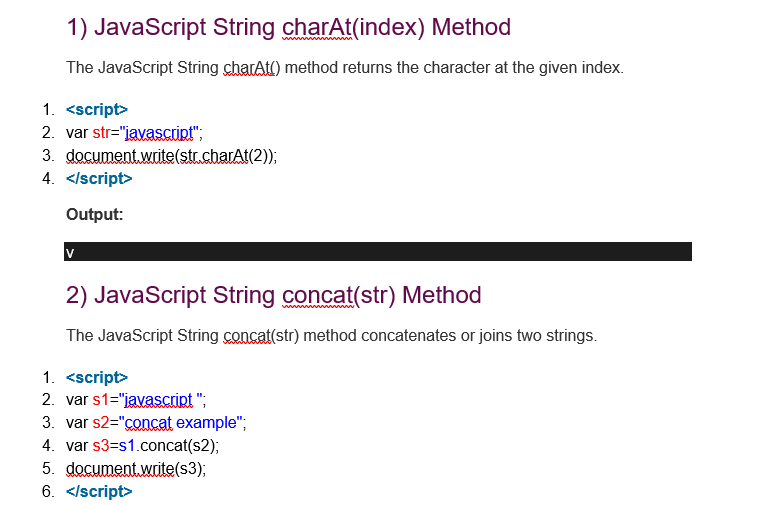 1) JavaScript String charAt(index) Method
The JavaScript String charAt() method returns the character at the given index.
1. <script>
2. var str="javascript";
3. document.write(str.charAt(2));
4. </script>
Output:
v
2) JavaScript String concat(str) Method
The JavaScript String concat(str) method concatenates or joins two strings.
1. <script>
2. var s1="javascript ";
3. var s2="concat example";
4. var s3=s1.concat(s2);
5. document.write(s3);
6. </script>